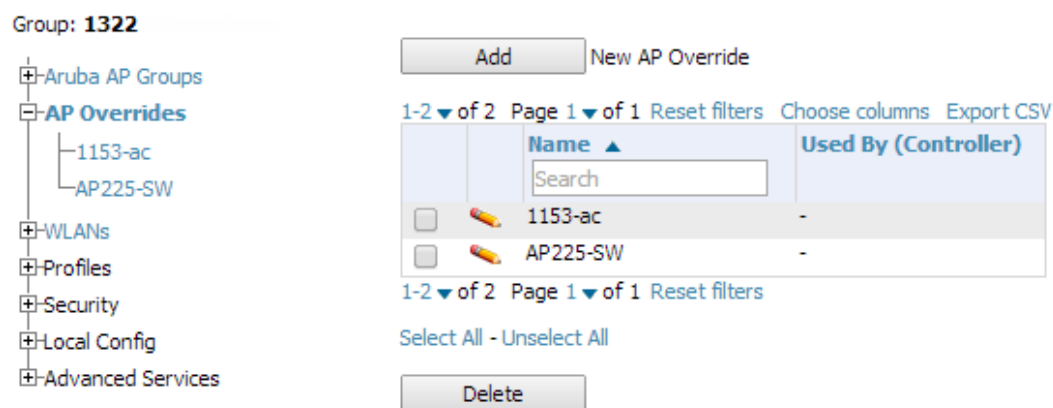 Group: 1322
Aruba AP Groups
AP Overrides
1153-ac
AP225-SW
WLANs
Profiles
Security
Local Config
Advanced Services
Add New AP Override
1-2 of 2 Page 1 of 1 Reset filters Choose columns Export CSV
Name Used By (Controller)
Search
1153-ac -
AP225-SW -
1-2 of 2 Page 1 of 1 Reset filters
Select All - Unselect All
Delete